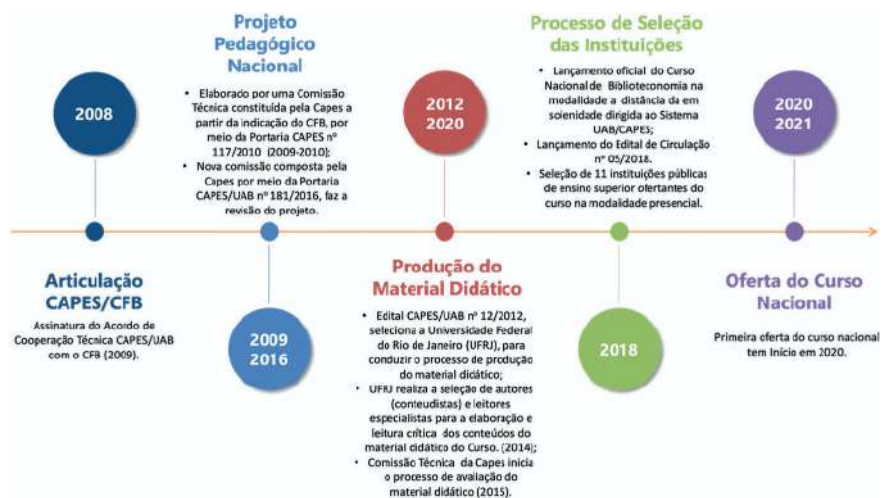 2008
Articulação
CAPES/CFB
Assinatura do Acordo de
Cooperação Técnica CAPES/UAB
com o CFB (2009).
Projeto
Pedagógico
Nacional
• Elaborado por uma Comissão
Técnica constituída pela Capes a
partir da indicação do CFB, por
meio da Portaria CAPES nº
117/2010 (2009-2010);
• Nova comissão composta pela
Capes por meio da Portaria
CAPES/UAB nº 181/2016, faz a
revisão do projeto.
2009
2016
2012
2020
Produção do
Material Didático
• Edital CAPES/UAB nº 12/2012,
seleciona a Universidade Federal
do Rio de Janeiro (UFRJ), para
conduzir o processo de produção
do material didático;
• UFRJ realiza a seleção de autores
(conteudistas) e leitores
especialistas para a elaboração e
leitura crítica dos conteúdos do
material didático do Curso. (2014);
• Comissão Técnica da Capes inicia
o processo de avaliação do
material didático (2015).
Processo de Seleção
das Instituições
• Lançamento oficial do Curso
Nacional de Biblioteconomia na
modalidade a distância da em
solenidade dirigida ao Sistema
UAB/CAPES;
• Lançamento do Edital de Circulação
nº 05/2018.
• Seleção de 11 instituições públicas
de ensino superior ofertantes do
curso na modalidade presencial.
2018
2020
2021
Oferta do Curso
Nacional
Primeira oferta do curso nacional
tem Início em 2020.